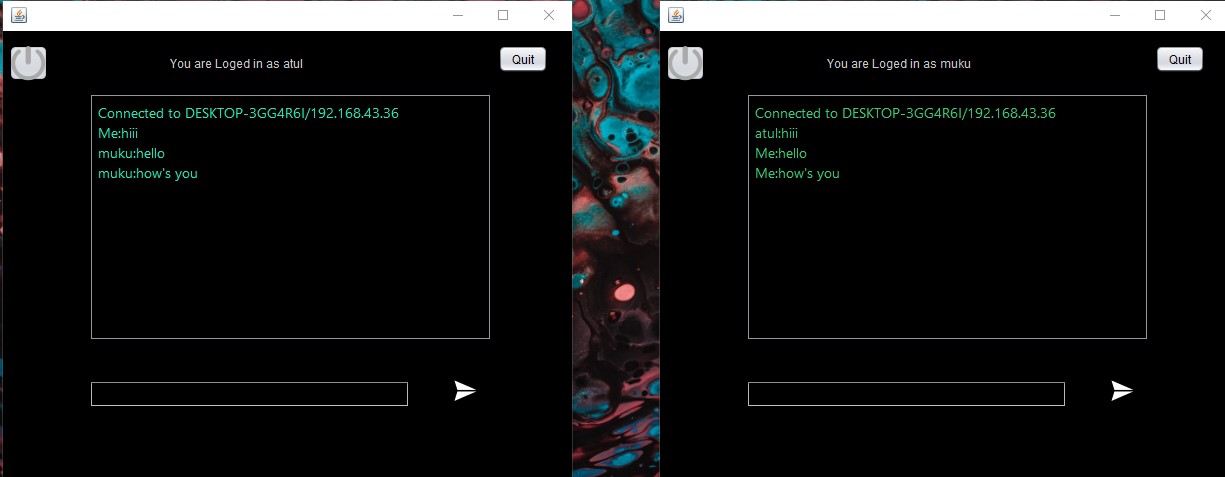 You are Loged in as atul
Quit
Connected to DESKTOP-3GG4R6I/192.168.43.36
Me:hiii
muku:hello
muku:how's you
You are Loged in as muku
Quit
Connected to DESKTOP-3GG4R6I/192.168.43.36
atul:hiii
Me:hello
Me:how's you